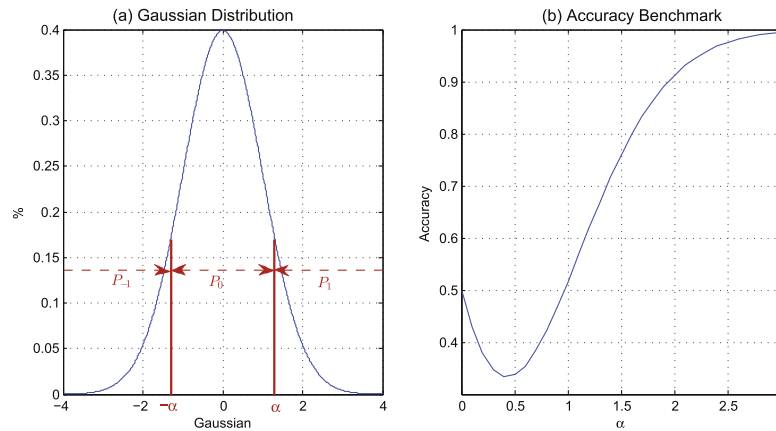 (a) Gaussian Distribution
0.4
0.35
0.3
0.25
0.2
0.15
0.1
0.05
0
%
P−1
P0
P1
−4
−2
−α
0
α
2
4
Gaussian
(b) Accuracy Benchmark
1
0.9
0.8
0.7
0.6
0.5
0.4
Accuracy
0
0.5
1
1.5
2
2.5
α